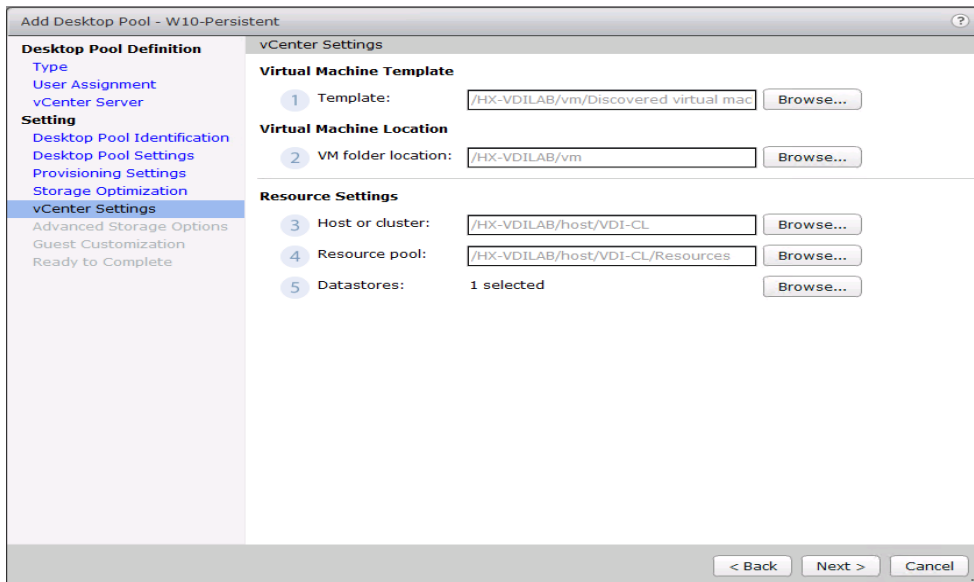 Add Desktop Pool - W10-Persistent
?
Desktop Pool Definition
Type
User Assignment
vCenter Server
Setting
Desktop Pool Identification
Desktop Pool Settings
Provisioning Settings
Storage Optimization
vCenter Settings
Advanced Storage Options
Guest Customization
Ready to Complete
vCenter Settings
Virtual Machine Template
1 Template: /HX-VDILAB/vm/Discovered virtual mac Browse...
Virtual Machine Location
2 VM folder location: /HX-VDILAB/vm Browse...
Resource Settings
3 Host or cluster: /HX-VDILAB/host/VDI-CL Browse...
4 Resource pool: /HX-VDILAB/host/VDI-CL/Resources Browse...
5 Datastores: 1 selected Browse...
< Back Next > Cancel